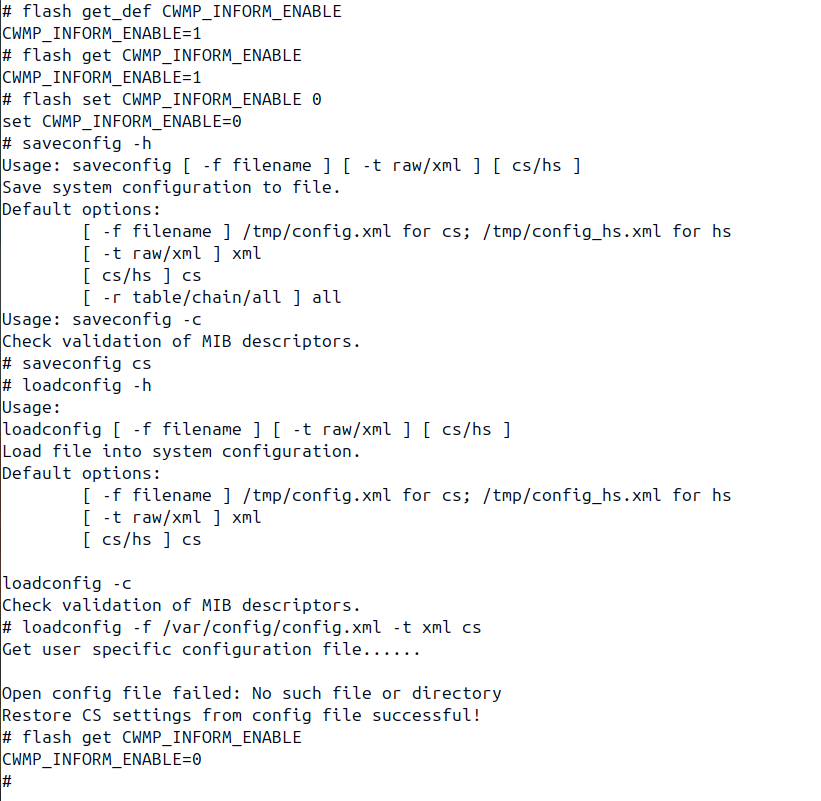 # flash get_def CWMP_INFORM_ENABLE
CWMP_INFORM_ENABLE=1
# flash get CWMP_INFORM_ENABLE
CWMP_INFORM_ENABLE=1
# flash set CWMP_INFORM_ENABLE 0
set CWMP_INFORM_ENABLE=0
# saveconfig -h
Usage: saveconfig [ -f filename ] [ -t raw/xml ] [ cs/hs ]
Save system configuration to file.
Default options:
        [ -f filename ] /tmp/config.xml for cs; /tmp/config_hs.xml for hs
        [ -t raw/xml ] xml
        [ cs/hs ] cs
        [ -r table/chain/all ] all
Usage: saveconfig -c
Check validation of MIB descriptors.
# saveconfig cs
# loadconfig -h
Usage:
loadconfig [ -f filename ] [ -t raw/xml ] [ cs/hs ]
Load file into system configuration.
Default options:
        [ -f filename ] /tmp/config.xml for cs; /tmp/config_hs.xml for hs
        [ -t raw/xml ] xml
        [ cs/hs ] cs

loadconfig -c
Check validation of MIB descriptors.
# loadconfig -f /var/config/config.xml -t xml cs
Get user specific configuration file......

Open config file failed: No such file or directory
Restore CS settings from config file successful!
# flash get CWMP_INFORM_ENABLE
CWMP_INFORM_ENABLE=0
#